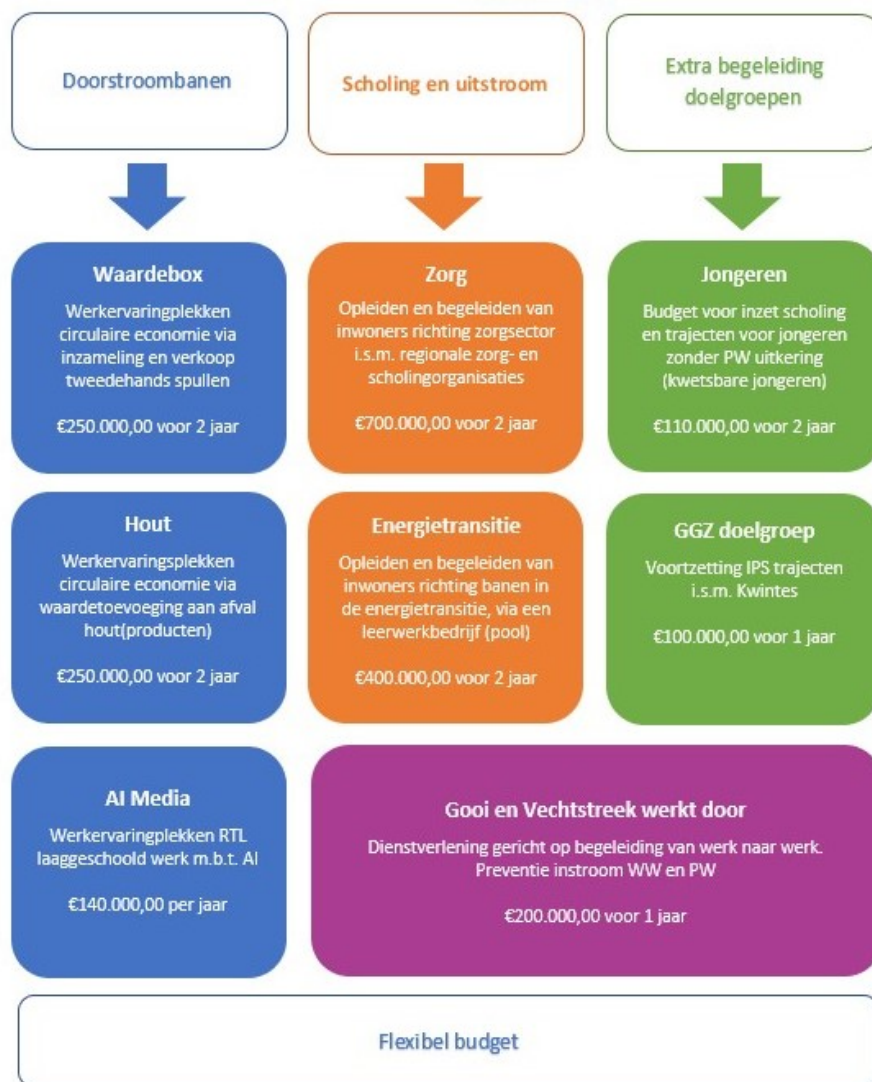 Doorstroombanen
Scholing en uitstroom
Extra begeleiding
doelgroepen
Waardebox
Werkervaringplekken
circulaire economie via
inzameling en verkoop
tweedehands spullen
€250.000,00 voor 2 jaar
Zorg
Opleiden en begeleiden van
inwoners richting zorgsector
i.s.m. regionale zorg- en
scholingorganisaties
€700.000,00 voor 2 jaar
Jongeren
Budget voor inzet scholing
en trajecten voor jongeren
zonder PW uitkering
(kwetsbare jongeren)
€110.000,00 voor 2 jaar
Hout
Werkervaringsplekken
circulaire economie via
waardetoevoeging aan afval
hout(producten)
€250.000,00 voor 2 jaar
Energietransitie
Opleiden en begeleiden van
inwoners richting banen in
de energietransitie, via een
leerwerkbedrijf (pool)
€400.000,00 voor 2 jaar
GGZ doelgroep
Voortzetting IPS trajecten
i.s.m. Kwintes
€100.000,00 voor 1 jaar
AI Media
Werkervaringplekken RTL
laaggeschoold werk m.b.t. AI
€140.000,00 per jaar
Gooi en Vechtstreek werkt door
Dienstverlening gericht op begeleiding van werk naar werk.
Preventie instroom WW en PW
€200.000,00 voor 1 jaar
Flexibel budget